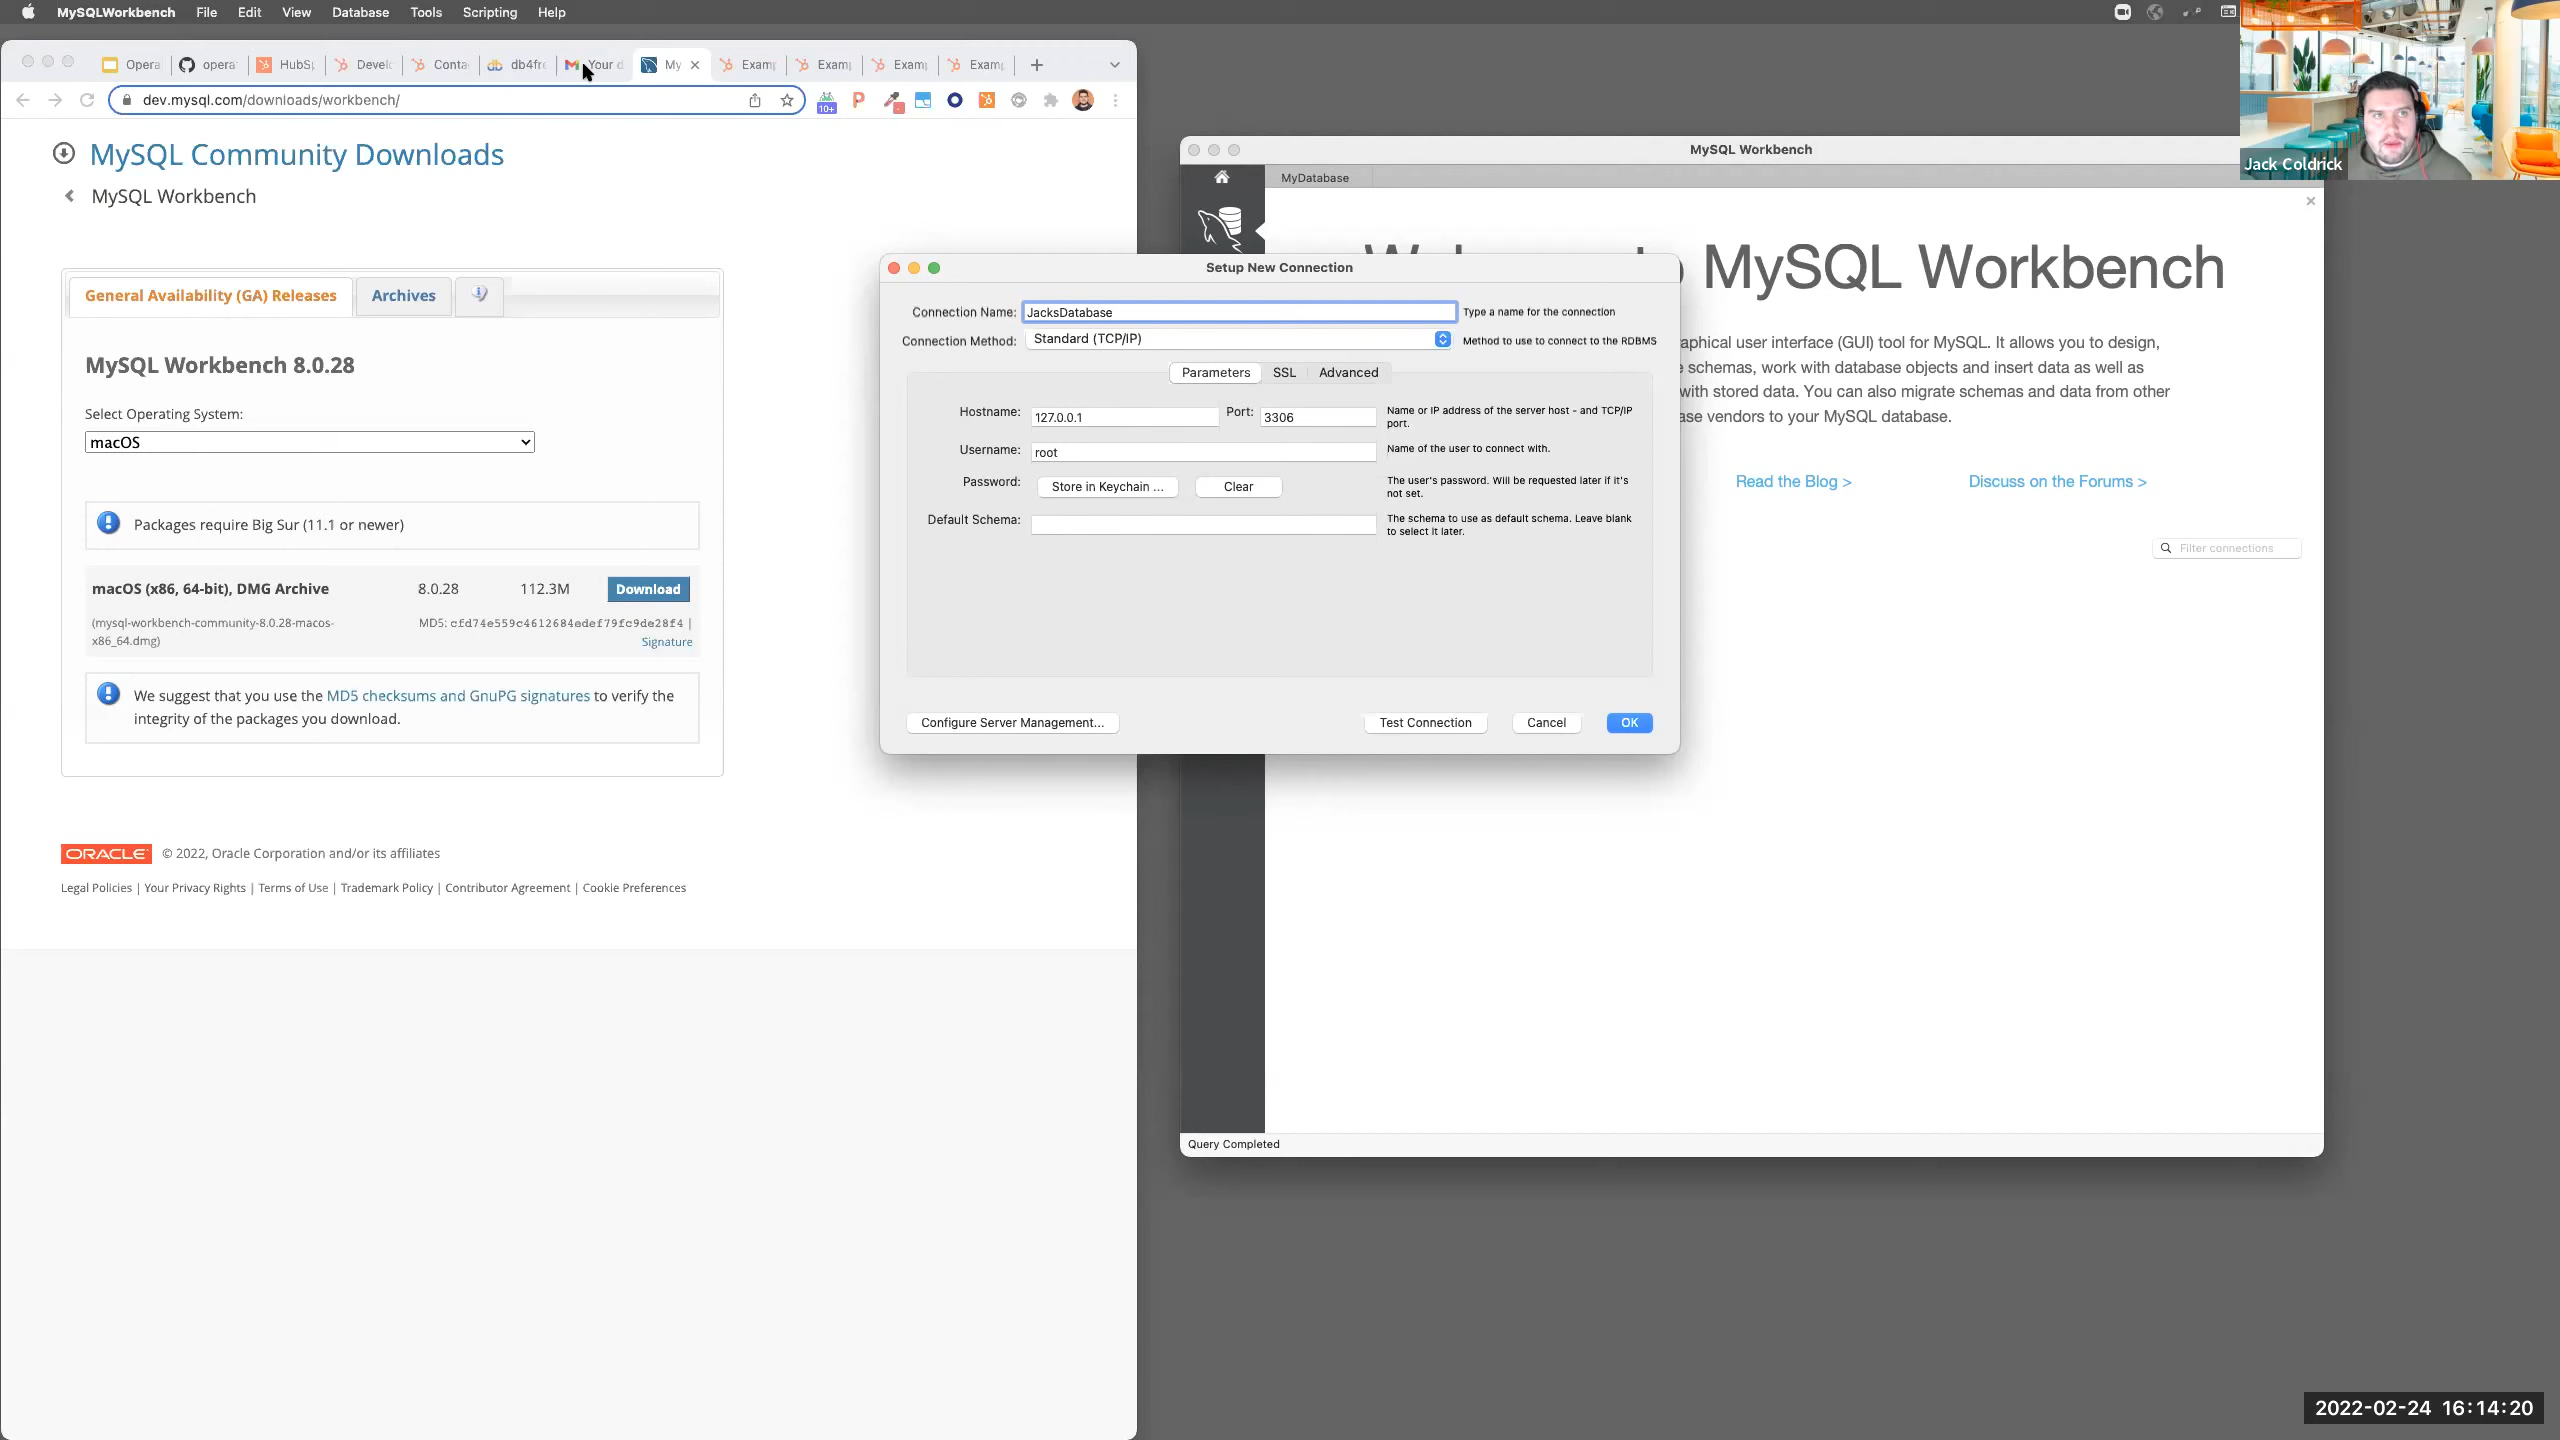 MySQLWorkbench File Edit View Database Tools Scripting Help
Opera
opera
HubS
Develo
Conta
db4fre
Your d
My
Examp
Examp
Examp
Examp
dev.mysql.com/downloads/workbench/
10+
MySQL Community Downloads
MySQL Workbench
General Availability (GA) Releases
Archives
MySQL Workbench 8.0.28
Select Operating System:
macOS
Packages require Big Sur (11.1 or newer)
macOS (x86, 64-bit), DMG Archive 8.0.28 112.3M Download
(mysql-workbench-community-8.0.28-macos-
x86_64.dmg)
MD5: cfd74e559c4612684edef79fc9de28f4 |
Signature
We suggest that you use the MD5 checksums and GnuPG signatures to verify the
integrity of the packages you download.
ORACLE © 2022, Oracle Corporation and/or its affiliates
Legal Policies | Your Privacy Rights | Terms of Use | Trademark Policy | Contributor Agreement | Cookie Preferences
MySQL Workbench
MyDatabase
MySQL Workbench
aphical user interface (GUI) tool for MySQL. It allows you to design,
schemas, work with database objects and insert data as well as
with stored data. You can also migrate schemas and data from other
ase vendors to your MySQL database.
Read the Blog >
Discuss on the Forums >
Filter connections
Query Completed
Setup New Connection
Connection Name: JacksDatabase Type a name for the connection
Connection Method: Standard (TCP/IP) Method to use to connect to the RDBMS
Parameters SSL Advanced
Hostname: 127.0.0.1 Port: 3306 Name or IP address of the server host - and TCP/IP
port.
Username: root Name of the user to connect with.
Password: Store in Keychain ... Clear The user's password. Will be requested later if it's
not set.
Default Schema: The schema to use as default schema. Leave blank
to select it later.
Configure Server Management... Test Connection Cancel OK
Jack Coldrick
2022-02-24 16:14:20